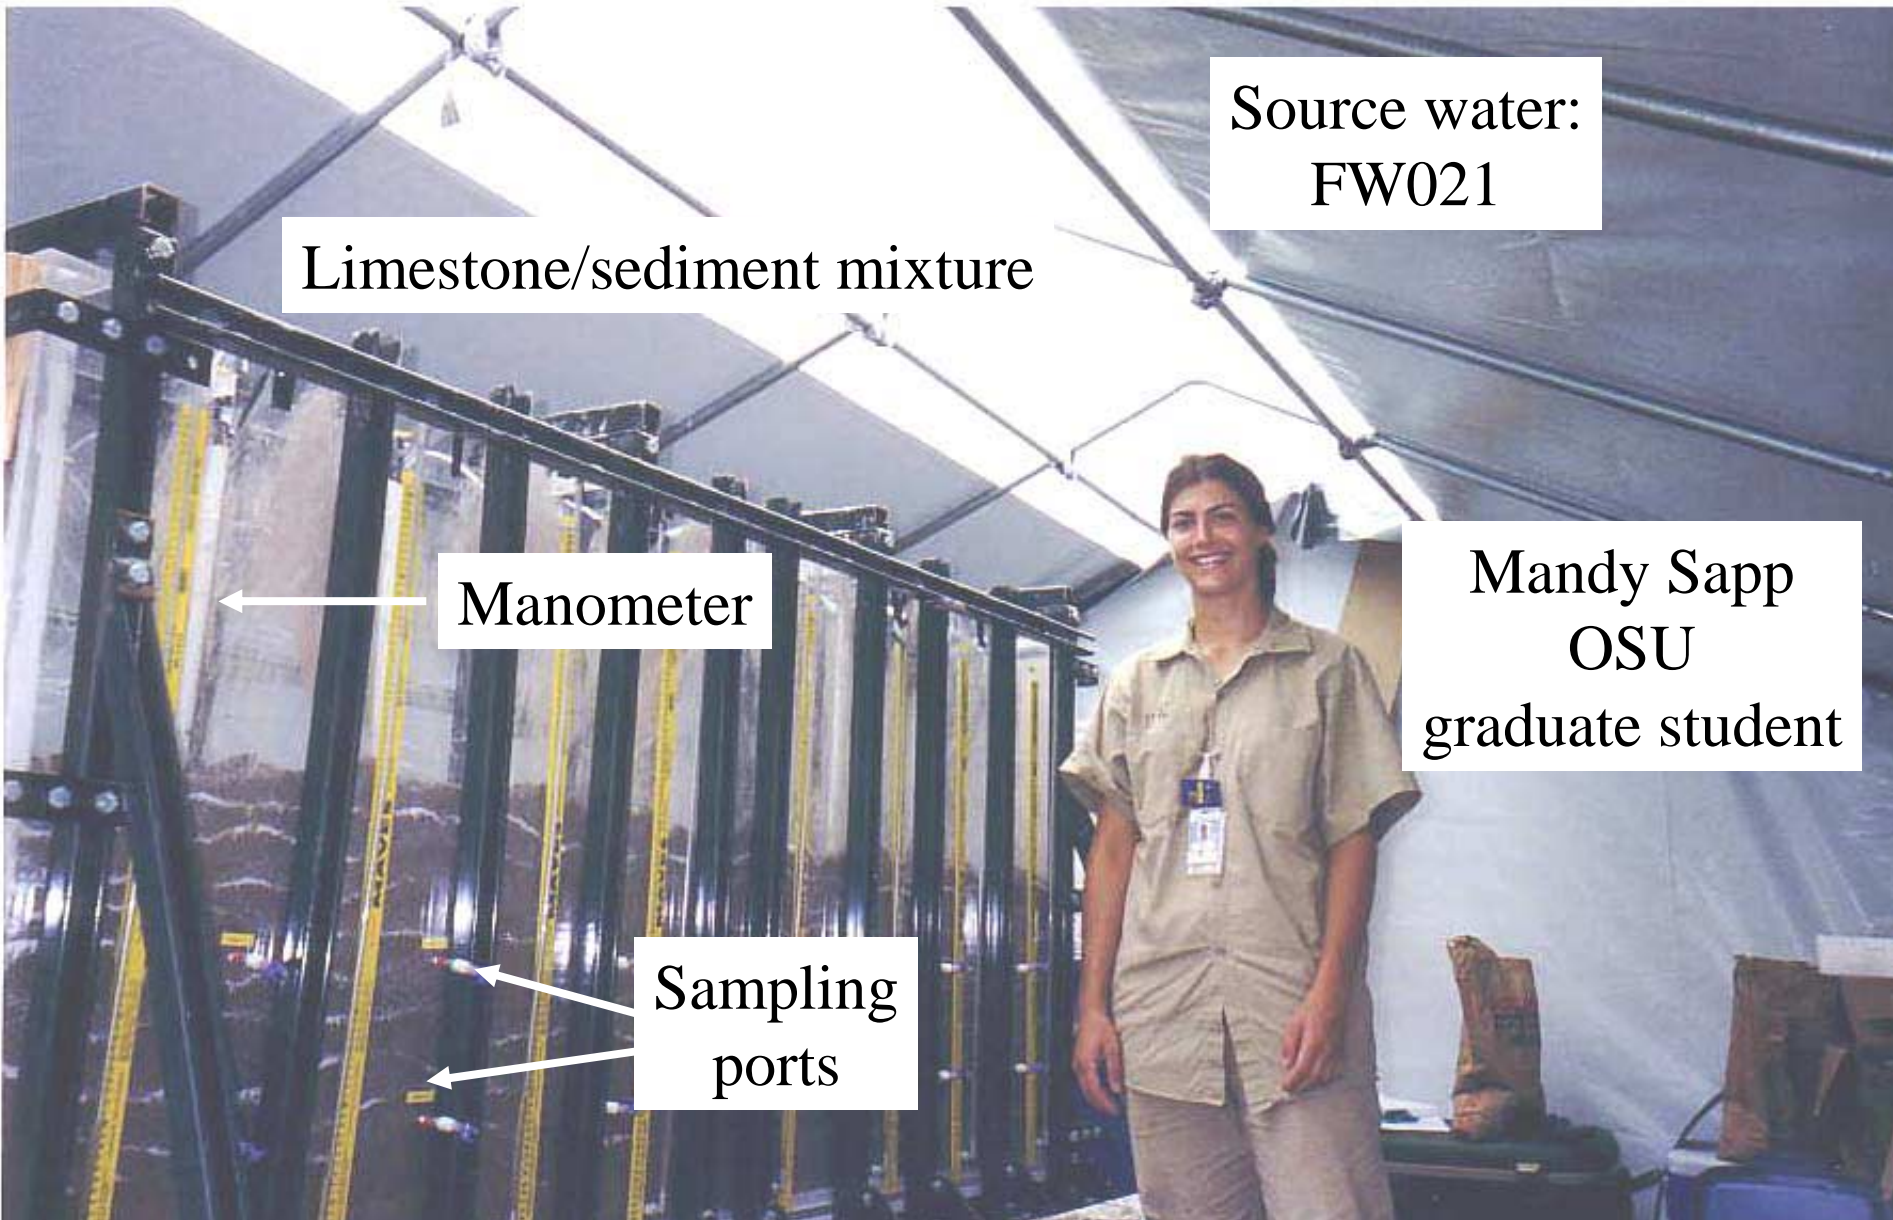 Source water:
FW021
Limestone/sediment mixture
Manometer
Mandy Sapp
OSU
graduate student
Sampling
ports